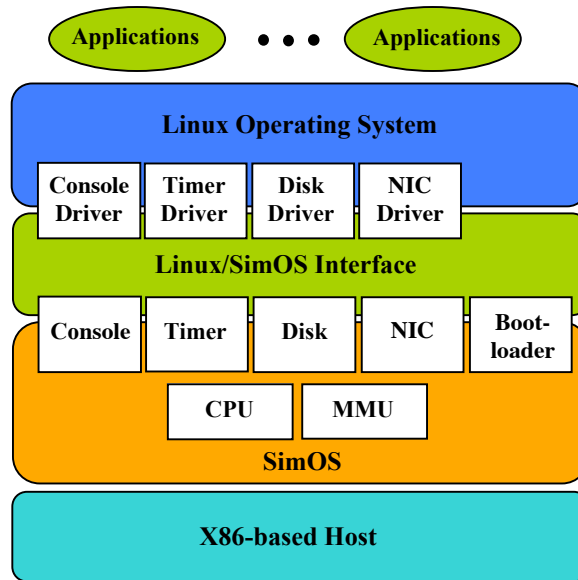 Applications
Applications
Linux Operating System
Console
Driver
Timer
Driver
Disk
Driver
NIC
Driver
Linux/SimOS Interface
Console
Timer
Disk
NIC
Boot-
loader
CPU
MMU
SimOS
X86-based Host